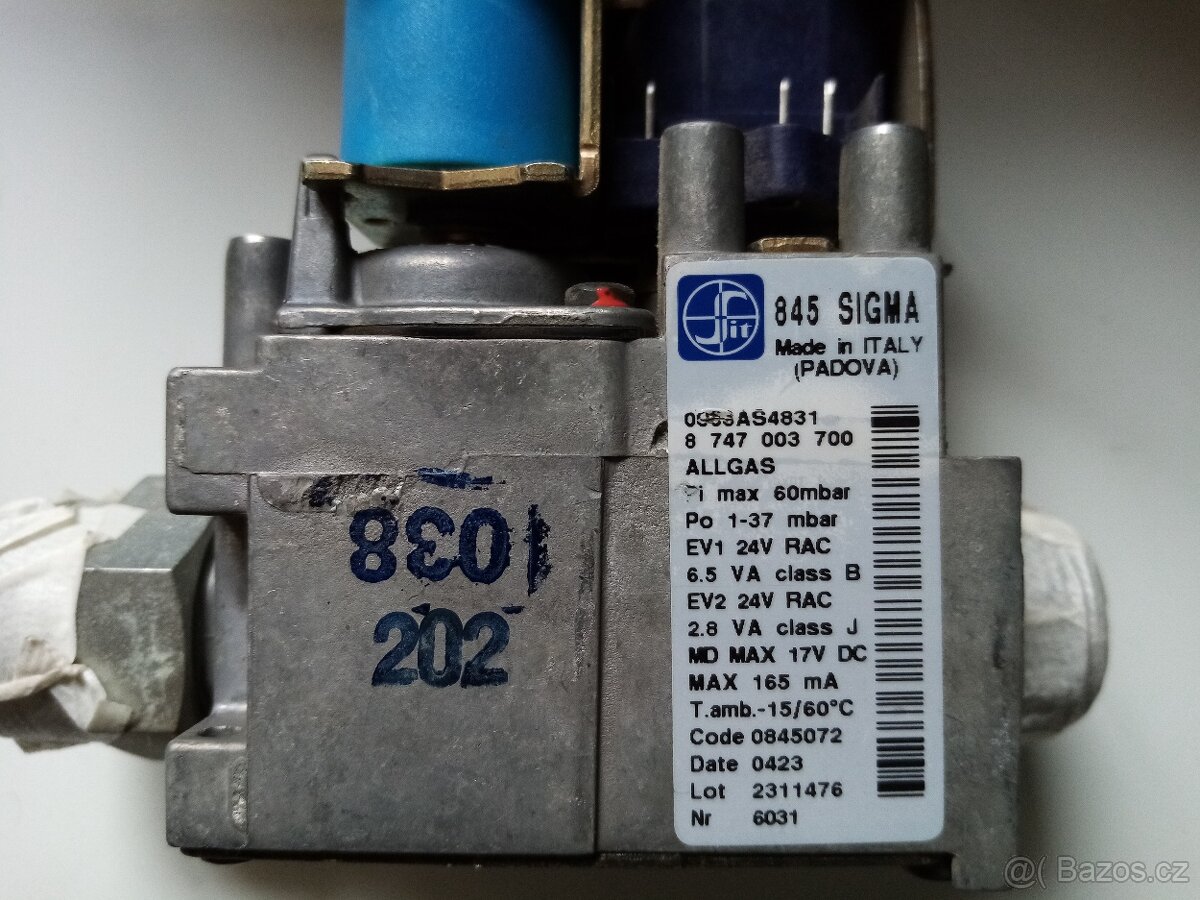 sit
845 SIGMA
Made in ITALY
(PADOVA)
8 747 003 700
ALLGAS
Pi max 60mbar
Po 1-37 mbar
EV1 24V RAC
6.5 VA class B
EV2 24V RAC
2.8 VA class J
MD MAX 17V DC
MAX 165 mA
T.amb.-15/60°C
Code 0845072
Date 0423
Lot 2311476
Nr 6031
202
@( Bazos.cz